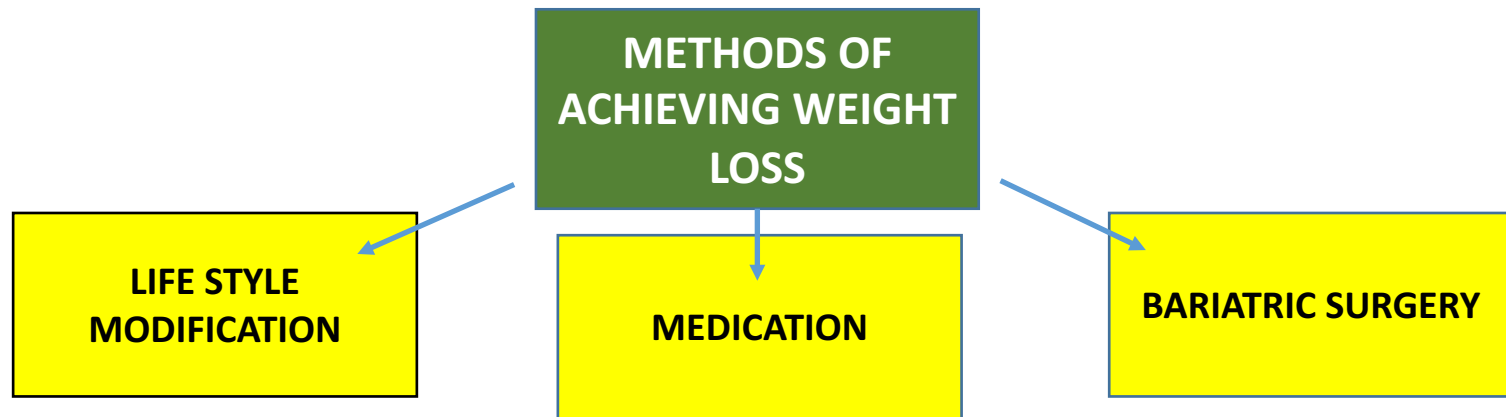 METHODS OF
ACHIEVING WEIGHT
LOSS
LIFE STYLE
MODIFICATION
MEDICATION
BARIATRIC SURGERY